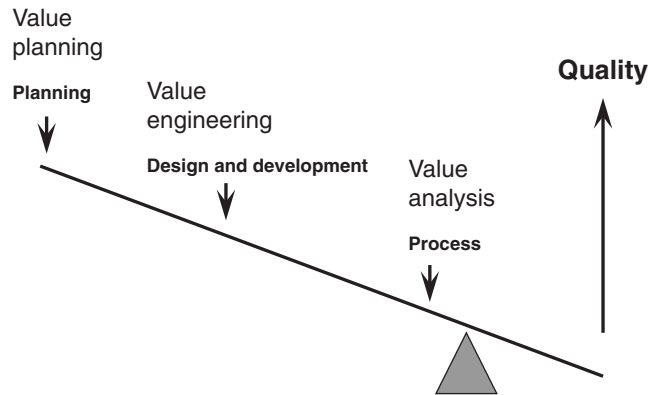 Value
planning
Planning
Value
engineering
Design and development
Value
analysis
Process
Quality